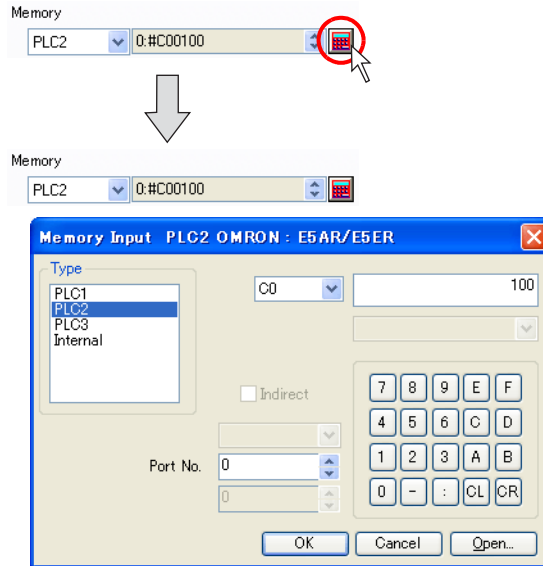 Memory
PLC2 0:#C00100
Memory
PLC2 0:#C00100
Memory Input PLC2 OMRON : E5AR/E5ER
Type
PLC1
PLC2
PLC3
Internal
C0 100
Indirect
Port No. 0
0
7 8 9 E F
4 5 6 C D
1 2 3 A B
0 - : CL CR
OK Cancel Open...